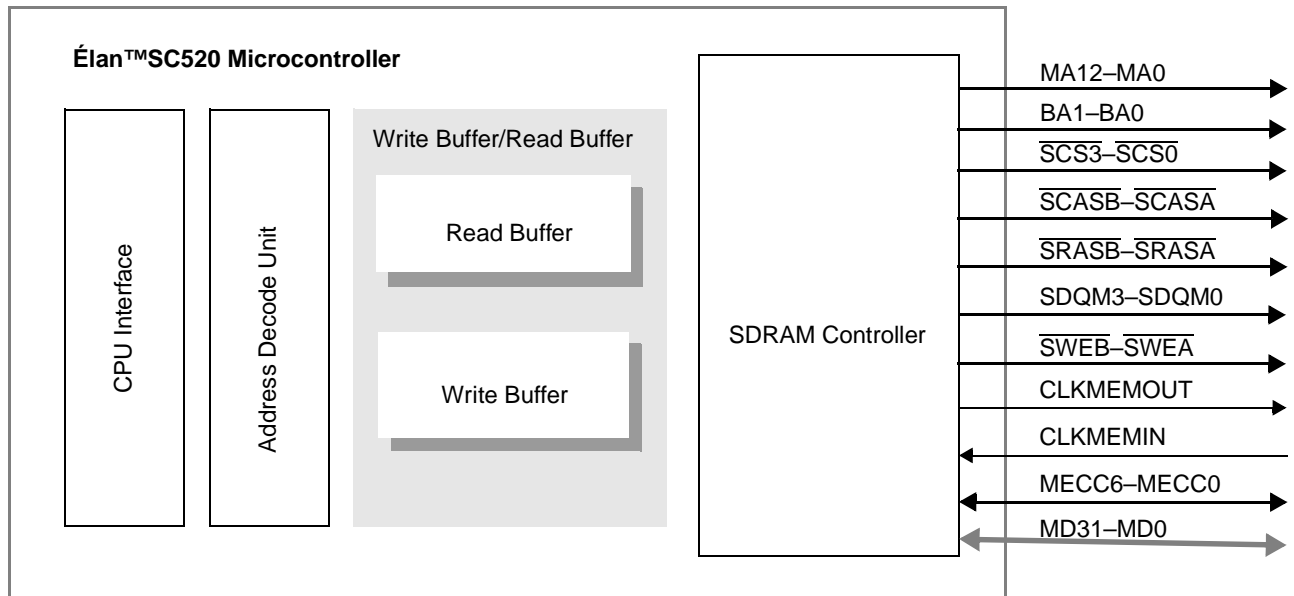 Élan™SC520 Microcontroller
CPU Interface
Address Decode Unit
Write Buffer/Read Buffer
Read Buffer
Write Buffer
SDRAM Controller
MA12–MA0
BA1–BA0
SCS3–SCS0
SCASB–SCASA
SRASB–SRASA
SDQM3–SDQM0
SWEB–SWEA
CLKMEMOUT
CLKMEMIN
MECC6–MECC0
MD31–MD0